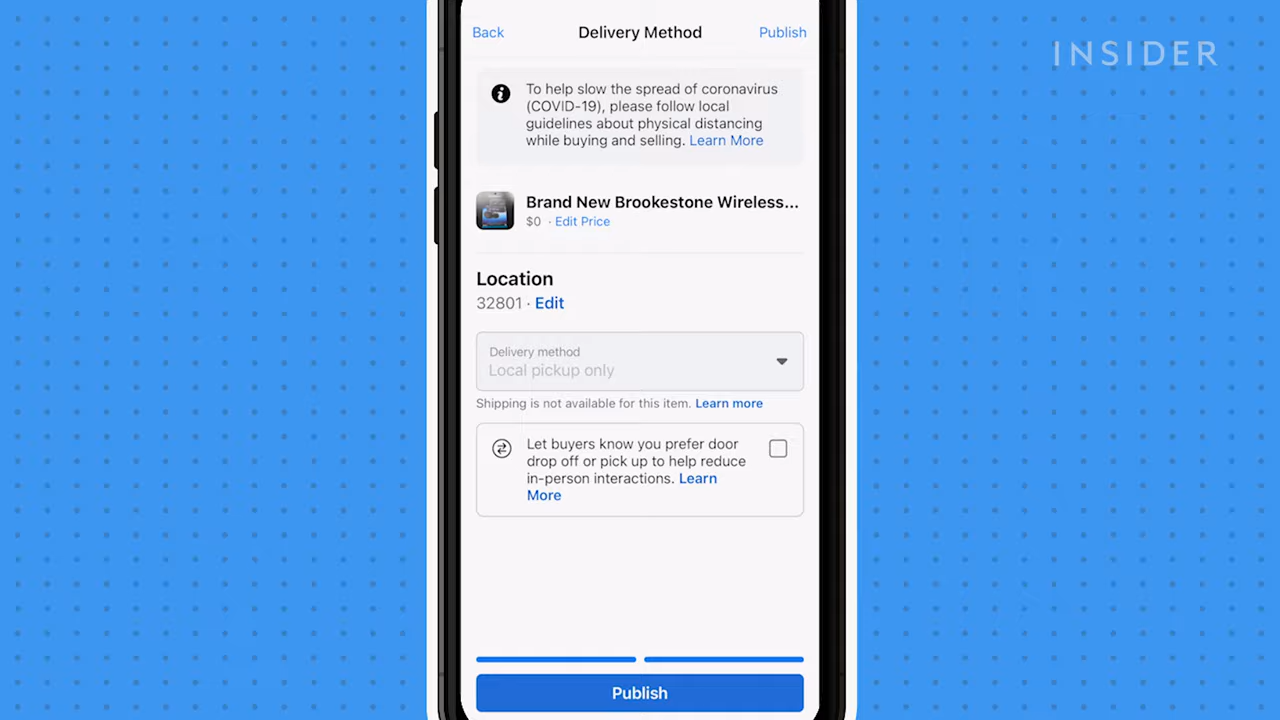 Back
Delivery Method
Publish
INSIDER
To help slow the spread of coronavirus
(COVID-19), please follow local
guidelines about physical distancing
while buying and selling. Learn More
Brand New Brookestone Wireless...
$0 · Edit Price
Location
32801 · Edit
Delivery method
Local pickup only
Shipping is not available for this item. Learn more
Let buyers know you prefer door
drop off or pick up to help reduce
in-person interactions. Learn
More
Publish